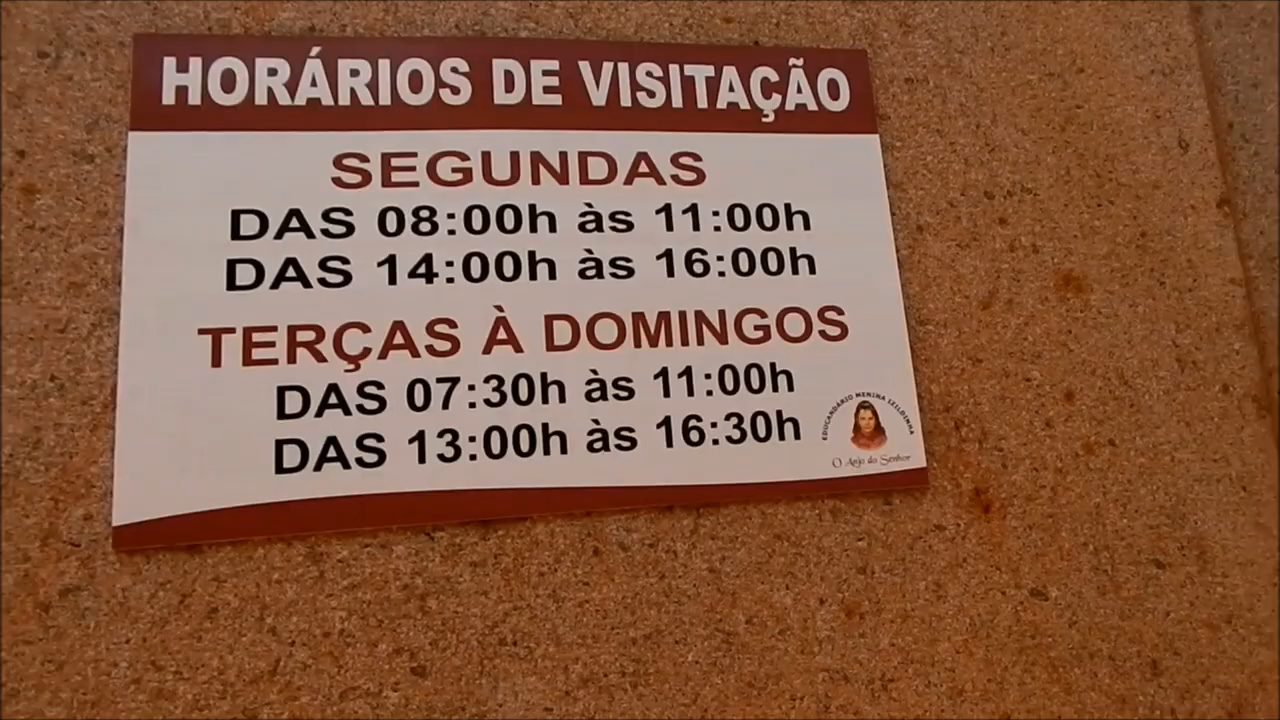 HORÁRIOS DE VISITAÇÃO
SEGUNDAS
DAS 08:00h às 11:00h
DAS 14:00h às 16:00h
TERÇAS À DOMINGOS
DAS 07:30h às 11:00h
DAS 13:00h às 16:30h
EDUCANDÁRIO MENINA IZILDINHA
O Anjo do Senhor